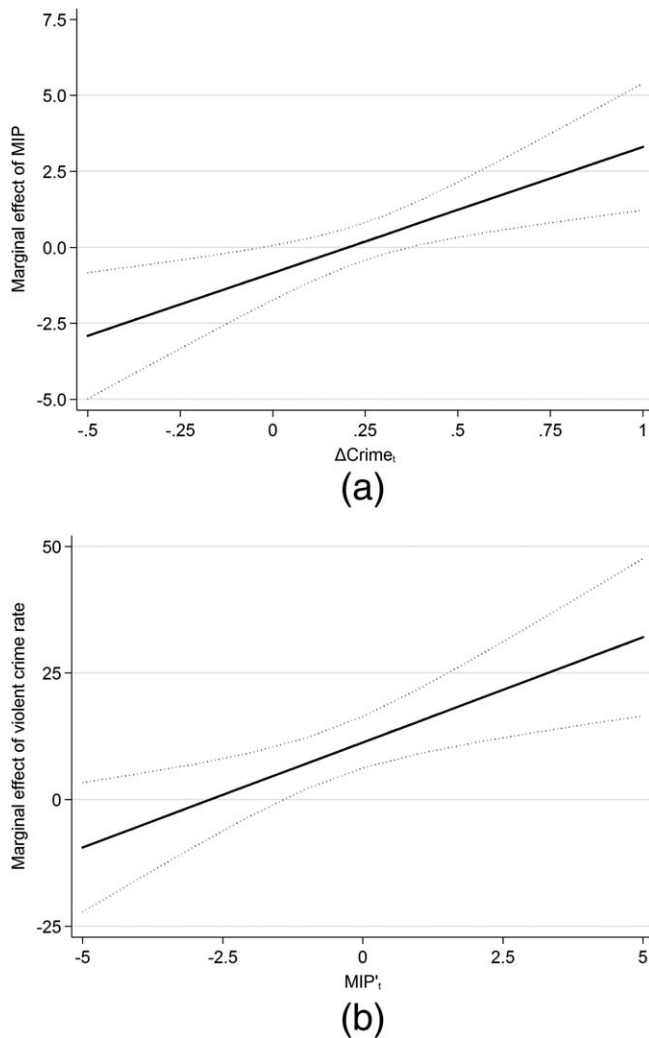 7.5
5.0
2.5
0.0
-2.5
-5.0
Marginal effect of MIP
-.5 -.25 0 .25 .5 .75 1
ΔCrimeₜ
(a)
50
25
0
-25
Marginal effect of violent crime rate
-5 -2.5 0 2.5 5
MIP'ₜ
(b)